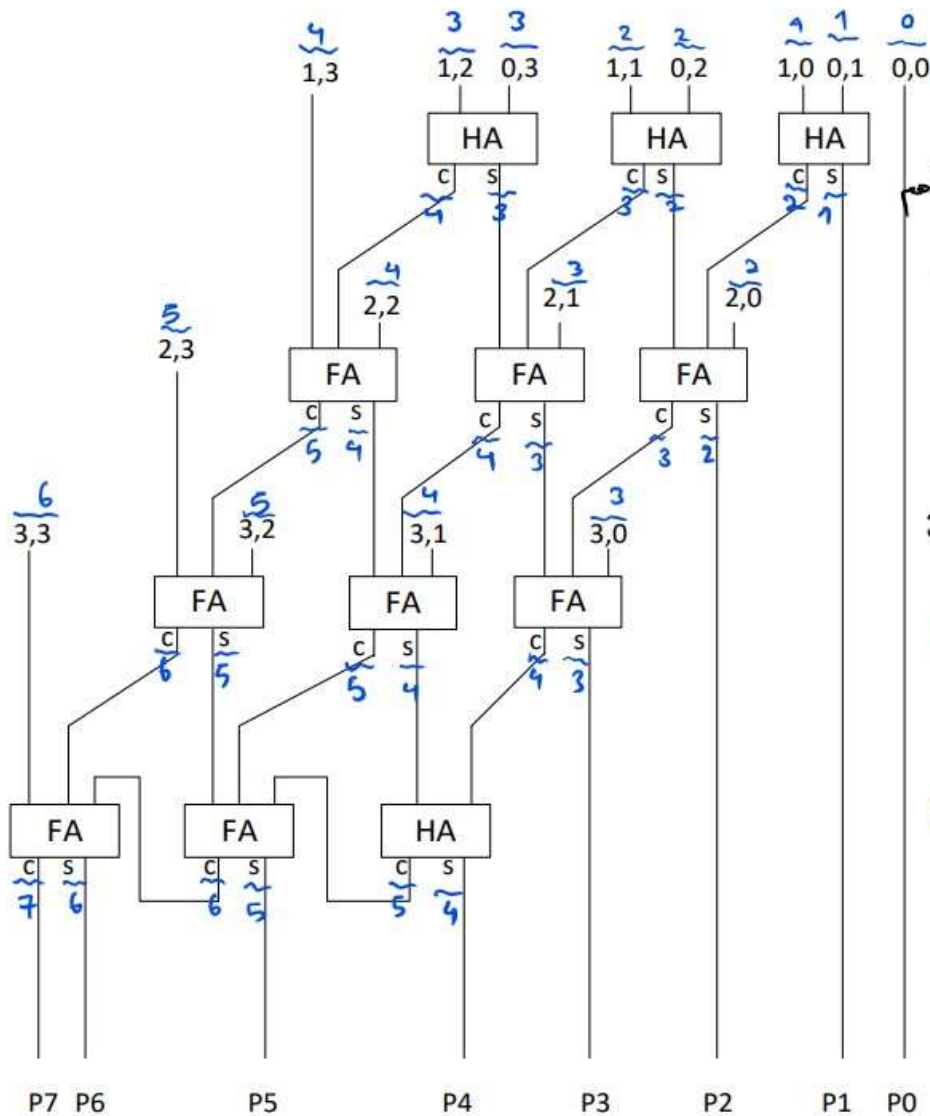 4 3 3 2 2 1 1 0
1,3 1,2 0,3 1,1 0,2 1,0 0,1 0,0
HA HA HA
C S C S C S
4 3 3 2 2 1
4 3 2
2,2 2,1 2,0
5
2,3
FA FA FA
C S C S C S
5 4 4 3 3 2
6 5 4 3
3,3 3,2 3,1 3,0
FA FA FA
C S C S C S
6 5 5 4 4 3
FA FA HA
C S C S C S
7 6 6 5 5 4
P7 P6 P5 P4 P3 P2 P1 P0